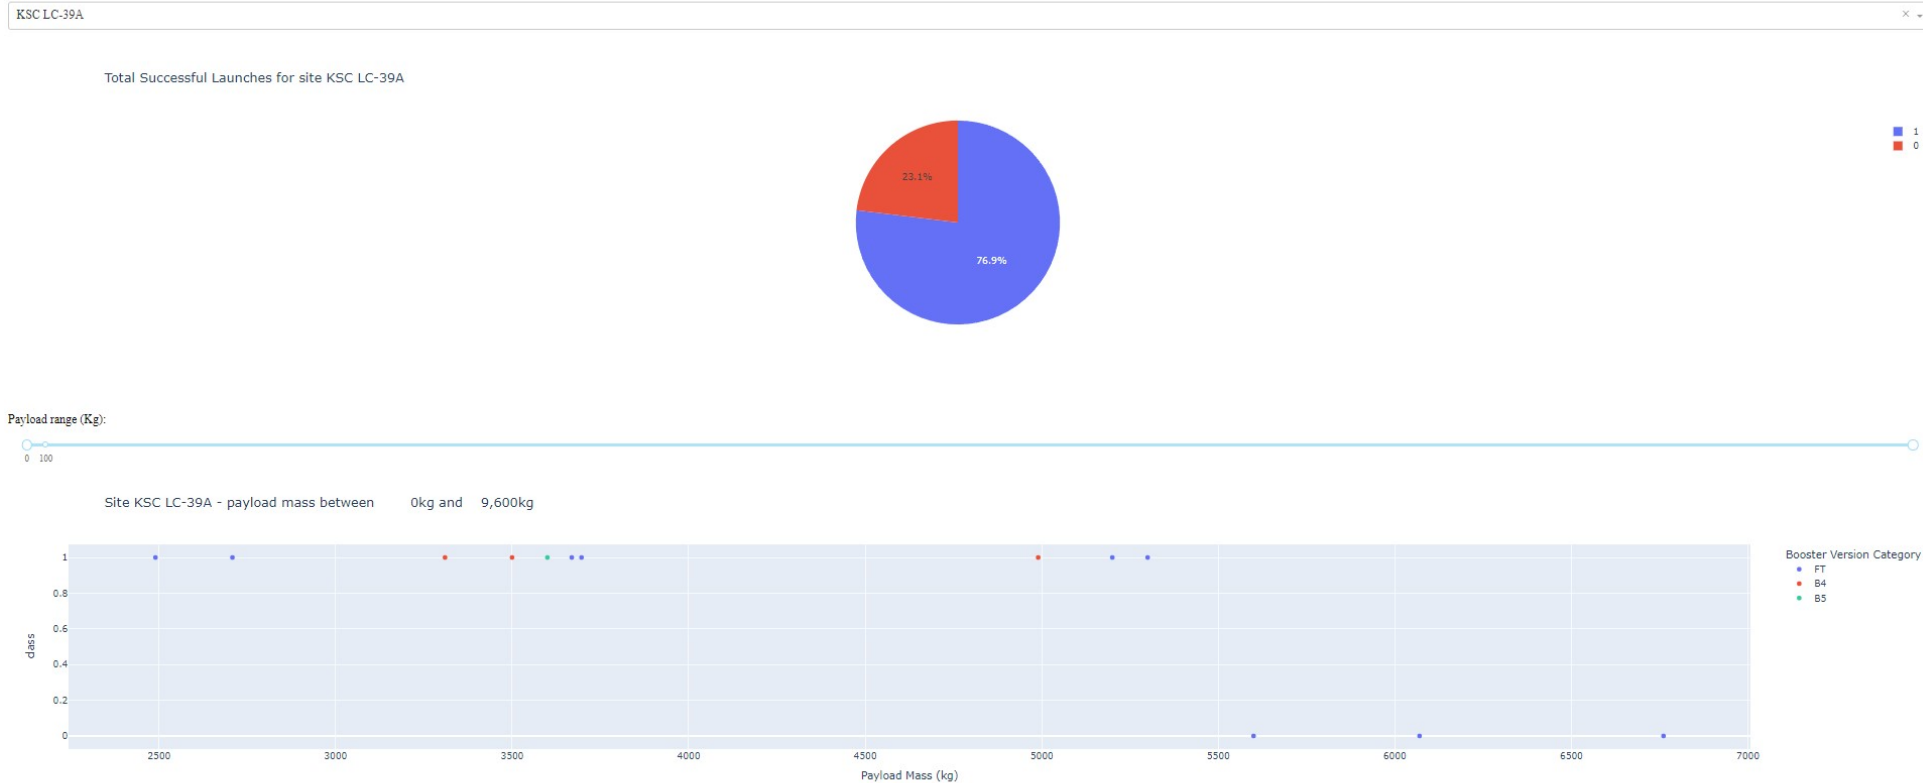 KSC LC-39A
×
Total Successful Launches for site KSC LC-39A
1
0
23.1%
76.9%
Payload range (Kg):
0 100
Site KSC LC-39A - payload mass between 0kg and 9,600kg
Booster Version Category
FT
B4
B5
1
0.8
0.6
0.4
0.2
0
class
2500 3000 3500 4000 4500 5000 5500 6000 6500 7000
Payload Mass (kg)